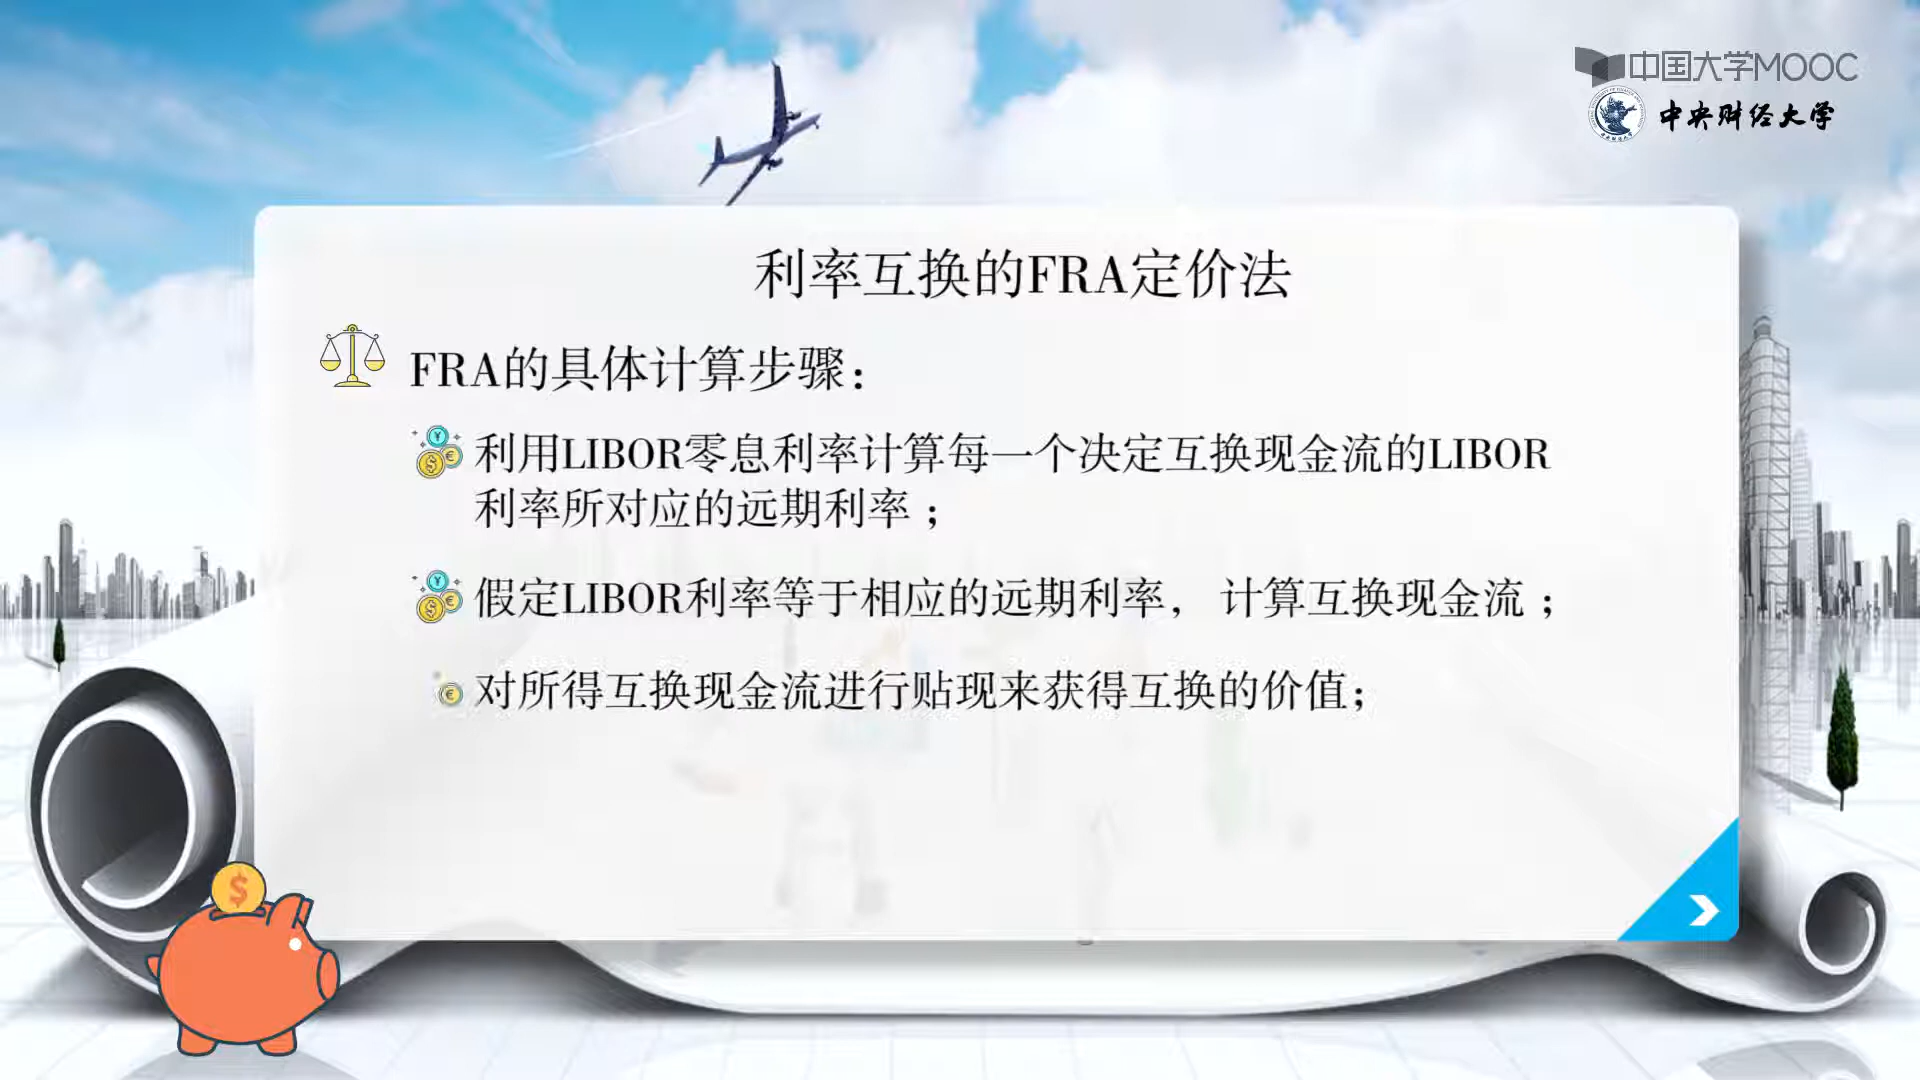 中国大学MOOC
中央财经大学
利率互换的FRA定价法
FRA的具体计算步骤：
利用LIBOR零息利率计算每一个决定互换现金流的LIBOR
利率所对应的远期利率；
假定LIBOR利率等于相应的远期利率，计算互换现金流；
对所得互换现金流进行贴现来获得互换的价值；